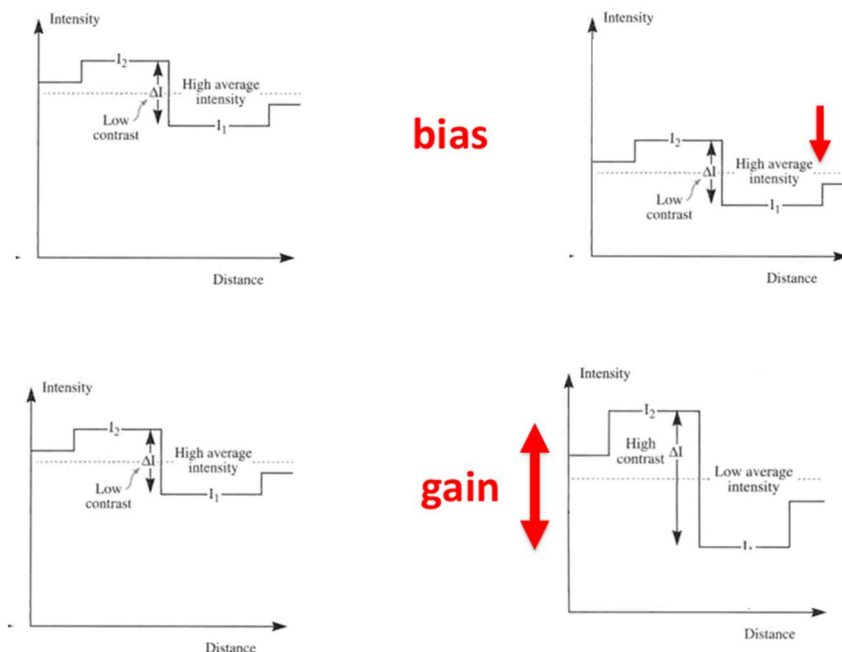 Intensity
I₂
ΔI
High average
intensity
Low
contrast
I₁
Distance
bias
Intensity
I₂
ΔI
High average
intensity
Low
contrast
I₁
Distance
Intensity
I₂
ΔI
High average
intensity
Low
contrast
I₁
Distance
gain
Intensity
I₂
High
contrast ΔI
Low average
intensity
Distance